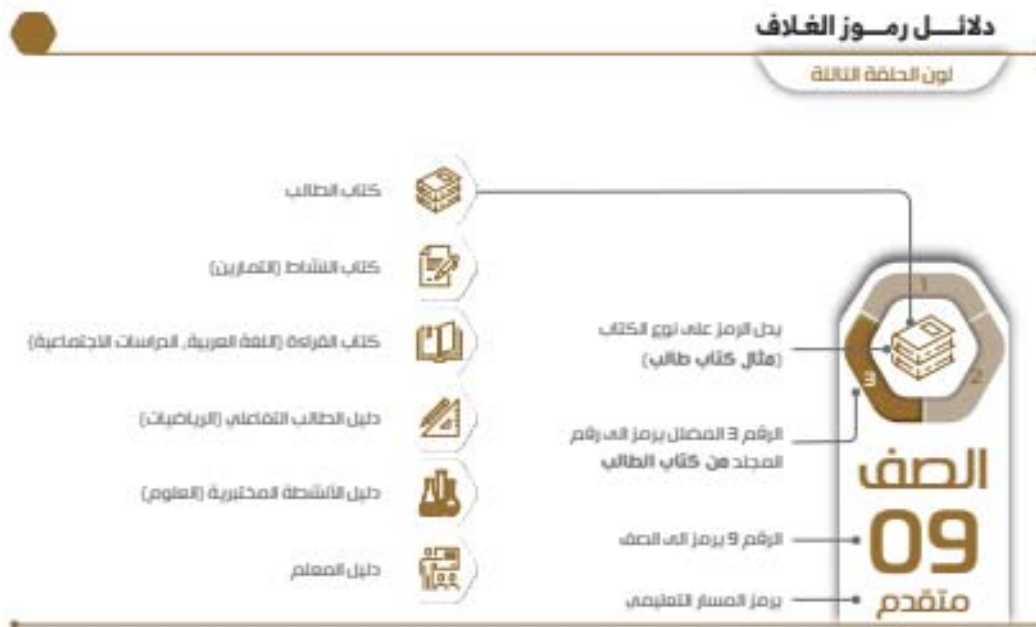 دلائـــل رمـــوز الغلاف
لون الحلقة الثالثة
كتاب الطالب
كتاب النشاط (التمارين)
كتاب القراءة (اللغة العربية، الدراسات الاجتماعية)
دليل الطالب التفاعلي (الرياضيات)
دليل الأنشطة المختبرية (العلوم)
دليل المعلم
يدل الرمز على نوع الكتاب
(مثال كتاب طالب)
الرقم 3 المضلل يرمز الى رقم
المجلد من كتاب الطالب
الرقم 9 يرمز الى الصف
يرمز المسار التعليمي
1
2
3
الصف
09
متقدم